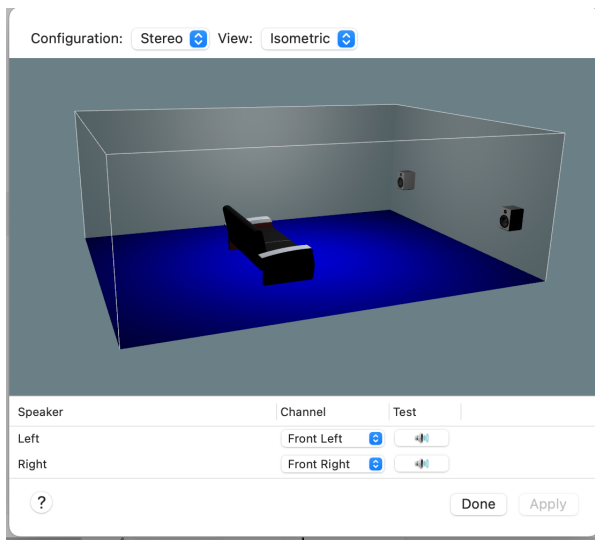 Configuration: Stereo View: Isometric
Speaker Channel Test
Left Front Left
Right Front Right
? Done Apply